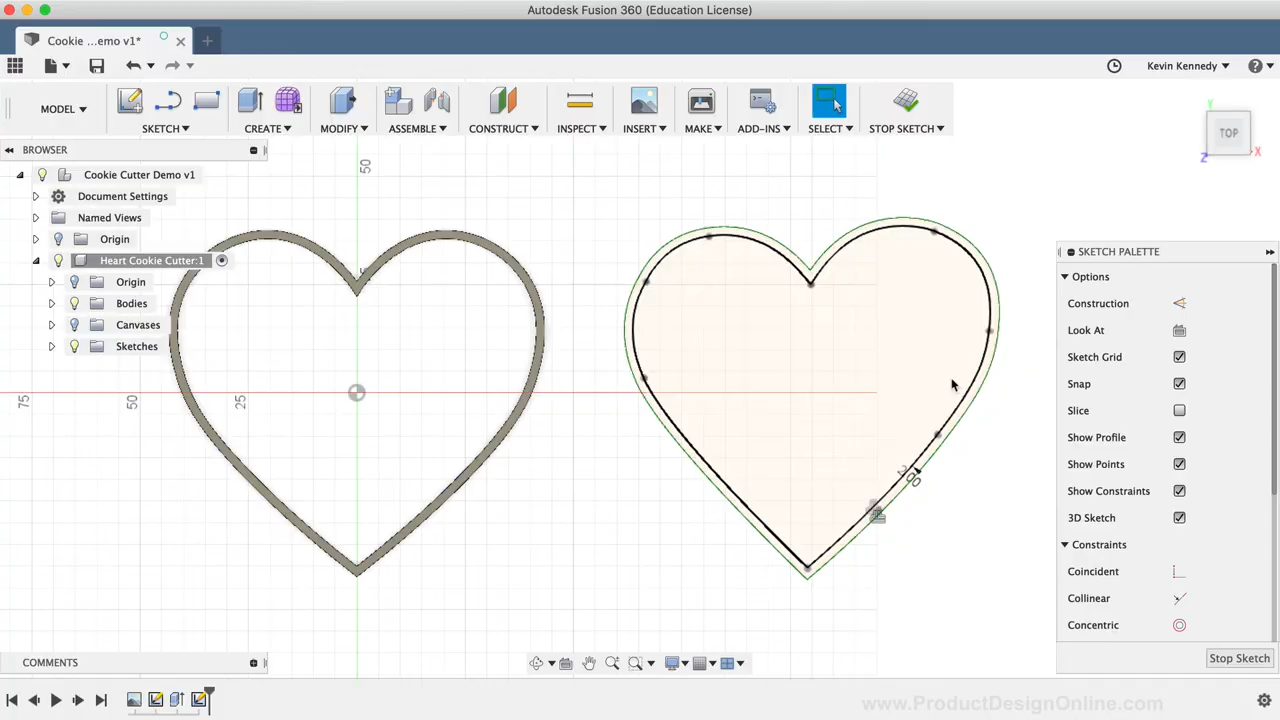 Autodesk Fusion 360 (Education License)
Cookie ...emo v1*
Kevin Kennedy
MODEL
SKETCH
CREATE
MODIFY
ASSEMBLE
CONSTRUCT
INSPECT
INSERT
MAKE
ADD-INS
SELECT
STOP SKETCH
TOP
Y
X
Z
BROWSER
Cookie Cutter Demo v1
Document Settings
Named Views
Origin
Heart Cookie Cutter:1
Origin
Bodies
Canvases
Sketches
50
75
50
25
2.00
SKETCH PALETTE
Options
Construction
Look At
Sketch Grid
Snap
Slice
Show Profile
Show Points
Show Constraints
3D Sketch
Constraints
Coincident
Collinear
Concentric
Stop Sketch
COMMENTS
www.ProductDesignOnline.com